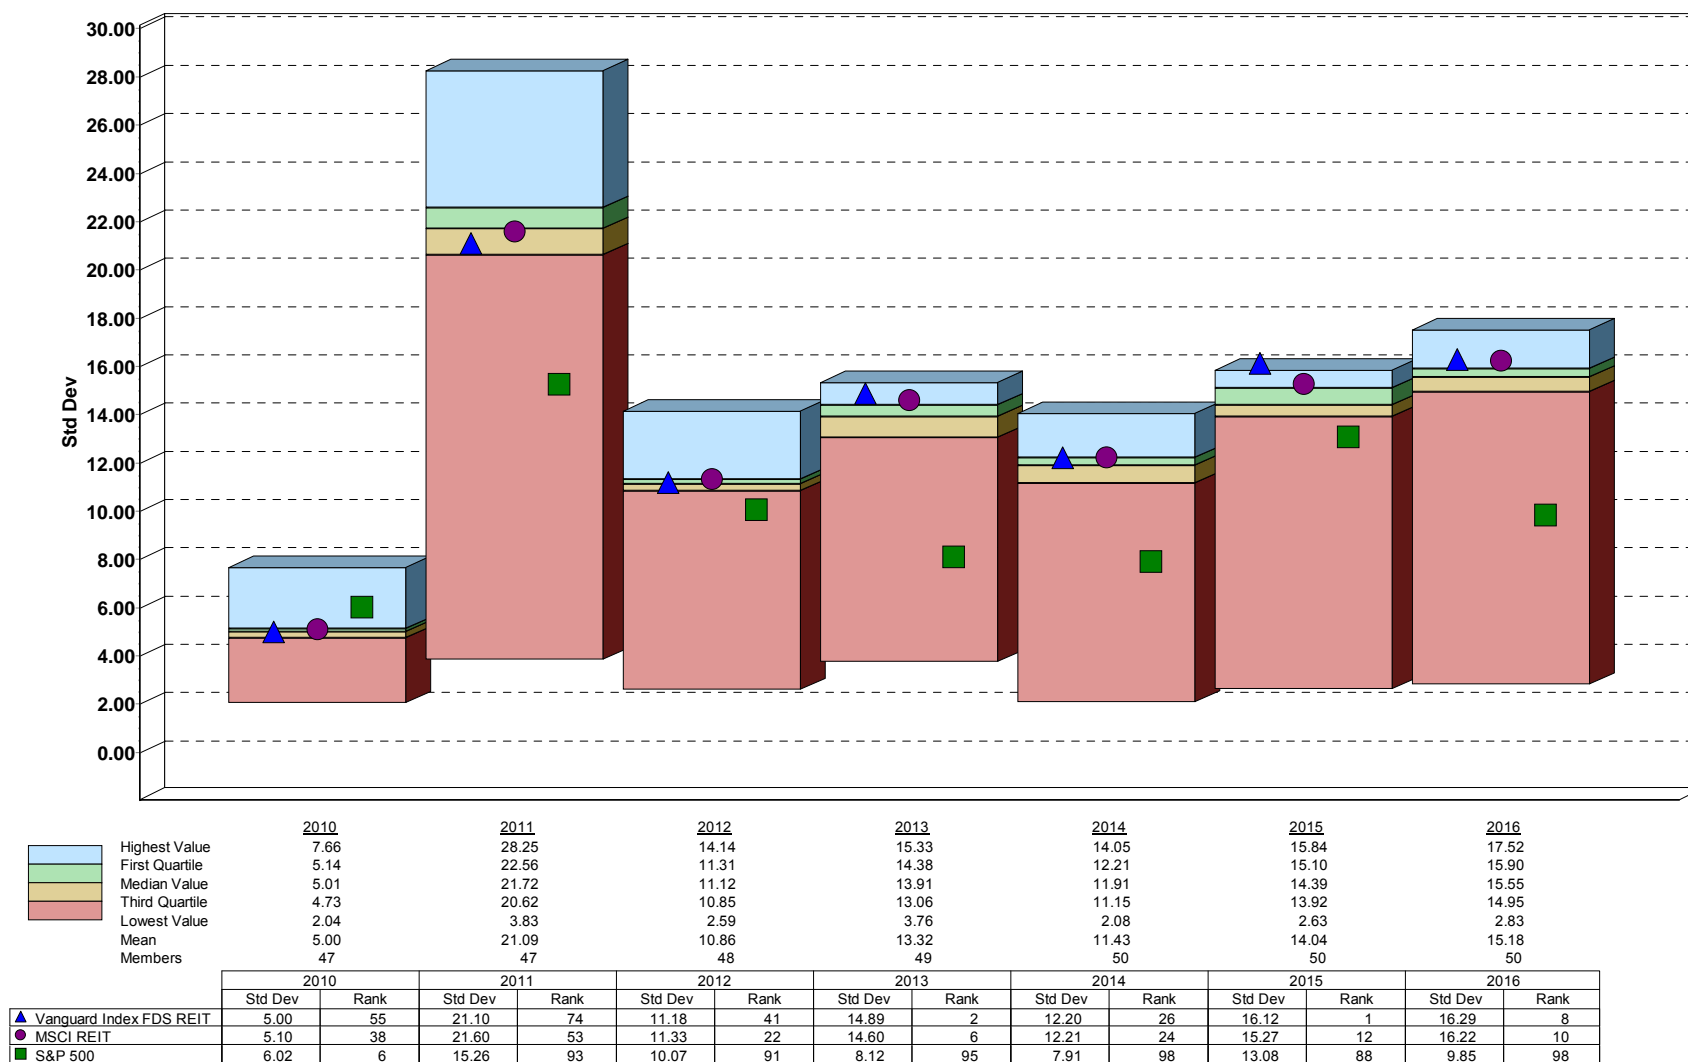 30.00
28.00
26.00
24.00
22.00
20.00
18.00
16.00
14.00
12.00
10.00
8.00
6.00
4.00
2.00
0.00
Std Dev
2010 2011 2012 2013 2014 2015 2016
Highest Value 7.66 28.25 14.14 15.33 14.05 15.84 17.52
First Quartile 5.14 22.56 11.31 14.38 12.21 15.10 15.90
Median Value 5.01 21.72 11.12 13.91 11.91 14.39 15.55
Third Quartile 4.73 20.62 10.85 13.06 11.15 13.92 14.95
Lowest Value 2.04 3.83 2.59 3.76 2.08 2.63 2.83
Mean 5.00 21.09 10.86 13.32 11.43 14.04 15.18
Members 47 47 48 49 50 50 50
2010 2011 2012 2013 2014 2015 2016
Std Dev Rank Std Dev Rank Std Dev Rank Std Dev Rank Std Dev Rank Std Dev Rank Std Dev Rank
Vanguard Index FDS REIT 5.00 55 21.10 74 11.18 41 14.89 2 12.20 26 16.12 1 16.29 8
MSCI REIT 5.10 38 21.60 53 11.33 22 14.60 6 12.21 24 15.27 12 16.22 10
S&P 500 6.02 6 15.26 93 10.07 91 8.12 95 7.91 98 13.08 88 9.85 98